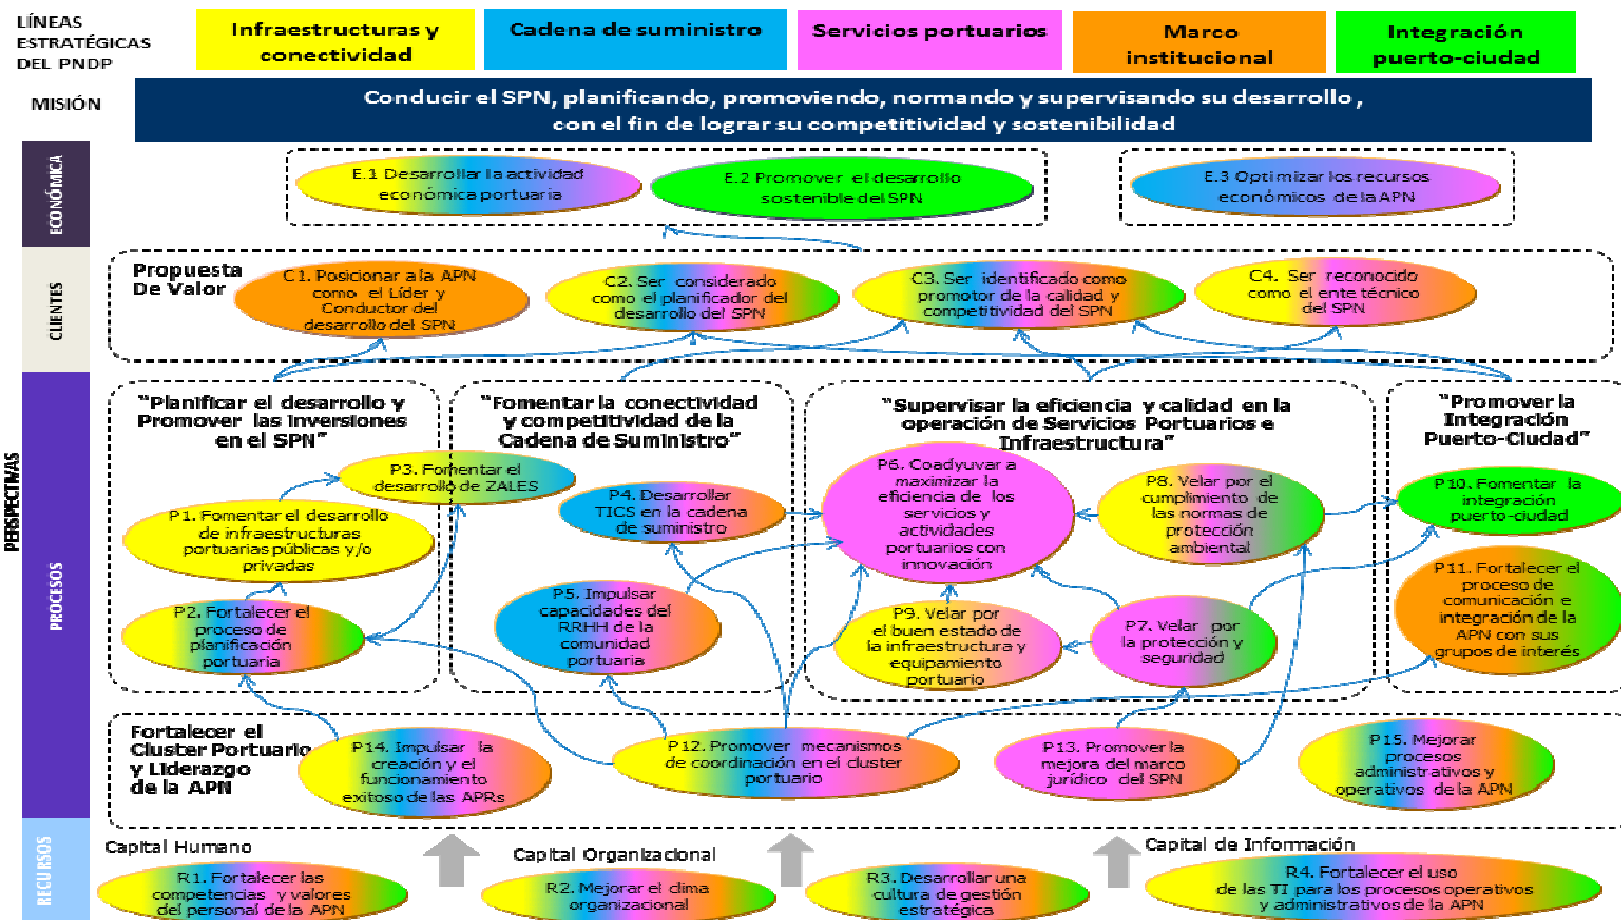 LÍNEAS
ESTRATÉGICAS
DEL PNDP
Infraestructuras y
conectividad
Cadena de suministro
Servicios portuarios
Marco
institucional
Integración
puerto-ciudad
MISIÓN
Conducir el SPN, planificando, promoviendo, normando y supervisando su desarrollo ,
con el fin de lograr su competitividad y sostenibilidad
PERSPECTIVAS
ECONÓMICA
E.1 Desarrollar la actividad
económica portuaria
E.2 Promover el desarrollo
sostenible del SPN
E.3 Optimizar los recursos
económicos de la APN
CLIENTES
Propuesta
De Valor
C1. Posicionar a la APN
como el Líder y
Conductor del
desarrollo del SPN
C2. Ser considerado
como el planificador del
desarrollo del SPN
C3. Ser identificado como
promotor de la calidad y
competitividad del SPN
C4. Ser reconocido
como el ente técnico
del SPN
PROCESOS
“Planificar el desarrollo y
Promover las inversiones
en el SPN”
P3. Fomentar el
desarrollo de ZALES
P1. Fomentar el desarrollo
de infraestructuras
portuarias públicas y/o
privadas
P2. Fortalecer el
proceso de
planificación
portuaria
“Fomentar la conectividad
y competitividad de la
Cadena de Suministro”
P4. Desarrollar
TICS en la cadena
de suministro
P5. Impulsar
capacidades del
RRHH de la
comunidad
portuaria
“Supervisar la eficiencia y calidad en la
operación de Servicios Portuarios e
Infraestructura”
P6. Coadyuvar a
maximizar la
eficiencia de los
servicios y
actividades
portuarios con
innovación
P8. Velar por el
cumplimiento de
las normas de
protección
ambiental
P9. Velar por
el buen estado de
la infraestructura y
equipamiento
portuario
P7. Velar por
la protección y
seguridad
“Promover la
Integración
Puerto-Ciudad”
P10. Fomentar la
integración
puerto-ciudad
P11. Fortalecer el
proceso de
comunicación e
integración de la
APN con sus
grupos de interés
Fortalecer el
Cluster Portuario
y Liderazgo
de la APN
P14. Impulsar la
creación y el
funcionamiento
exitoso de las APRs
P12. Promover mecanismos
de coordinación en el cluster
portuario
P13. Promover la
mejora del marco
jurídico del SPN
P15. Mejorar
procesos
administrativos y
operativos de la APN
RECURSOS
Capital Humano
R1. Fortalecer las
competencias y valores
del personal de la APN
Capital Organizacional
R2. Mejorar el clima
organizacional
R3. Desarrollar una
cultura de gestión
estratégica
Capital de Información
R4. Fortalecer el uso
de las TI para los procesos operativos
y administrativos de la APN